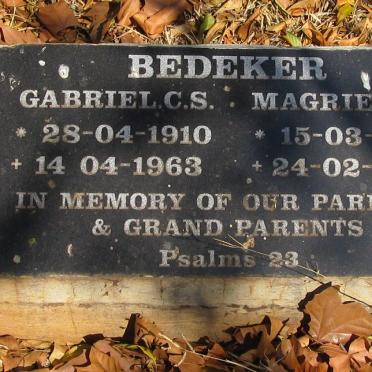 BEDEKER
GABRIEL.C.S. MAGRIE
* 28-04-1910 * 15-03-
+ 14 04-1963 + 24-02-
IN MEMORY OF OUR PAR
& GRAND PARENTS
Psalms 23